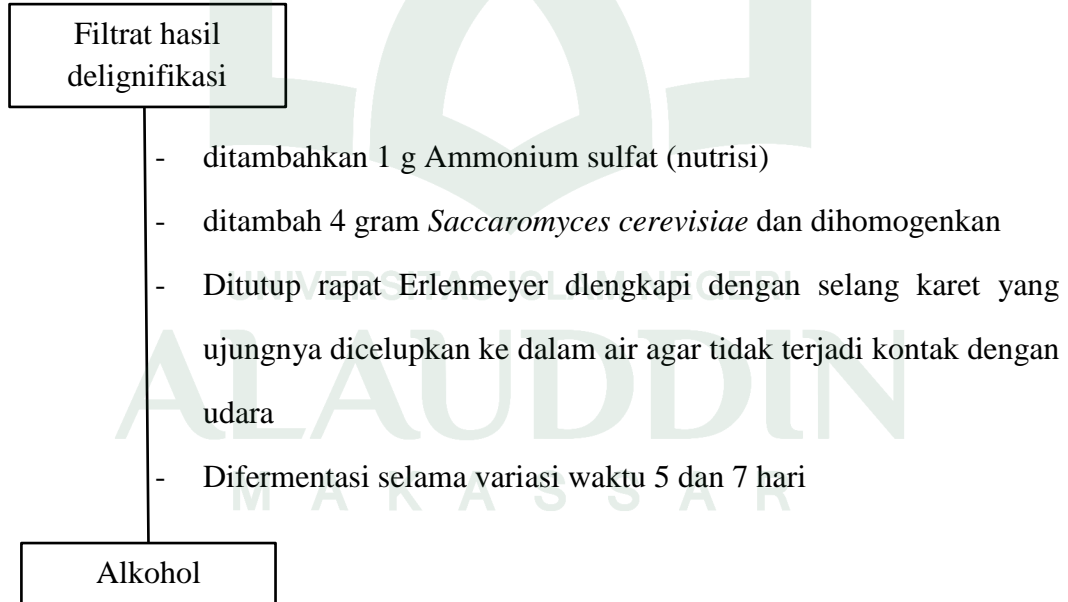 Filtrat hasil
delignifikasi
- ditambahkan 1 g Ammonium sulfat (nutrisi)
- ditambah 4 gram Saccaromyces cerevisiae dan dihomogenkan
- Ditutup rapat Erlenmeyer dlengkapi dengan selang karet yang
ujungnya dicelupkan ke dalam air agar tidak terjadi kontak dengan
udara
- Difermentasi selama variasi waktu 5 dan 7 hari
Alkohol
UNIVERSITAS ISLAM NEGERI
ALAUDDIN
MAKASSAR